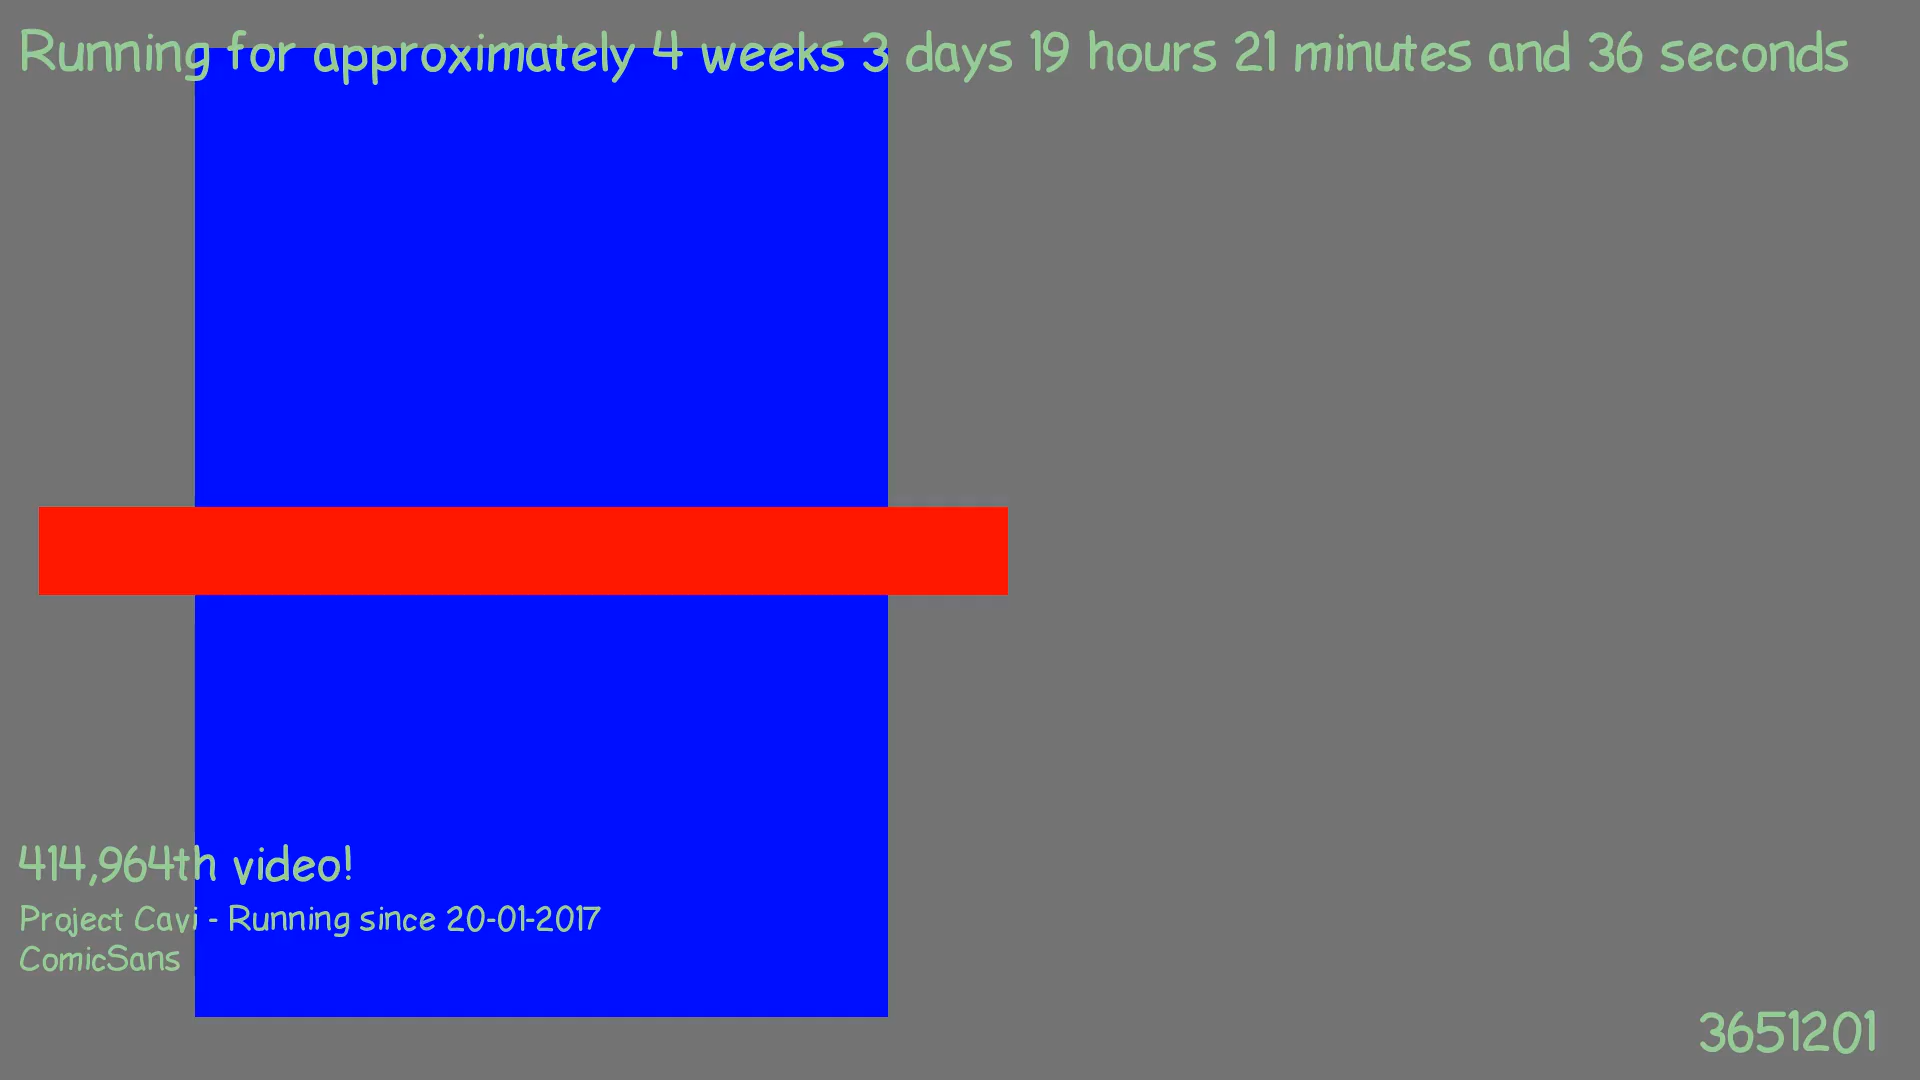 Running for approximately 4 weeks 3 days 19 hours 21 minutes and 36 seconds
414,964th video!
Project Cavi - Running since 20-01-2017
ComicSans
3651201